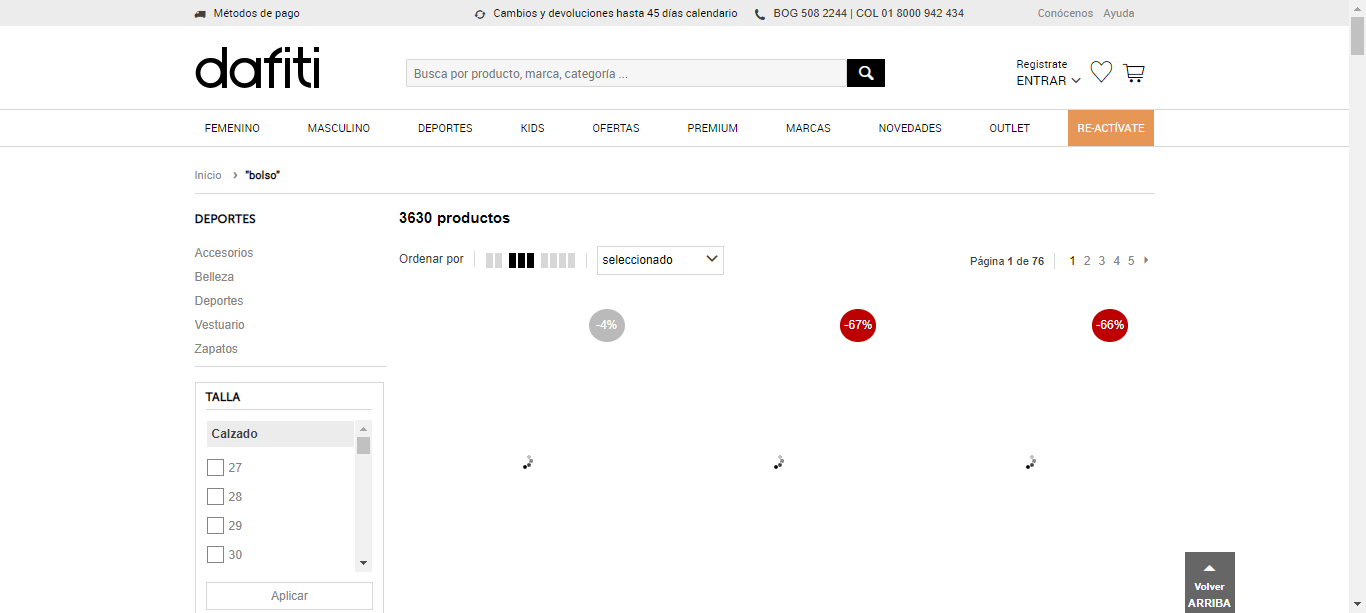 Métodos de pago
Cambios y devoluciones hasta 45 días calendario
BOG 508 2244 | COL 01 8000 942 434
Conócenos Ayuda
dafiti
Busca por producto, marca, categoría ...
Registrate
ENTRAR
FEMENINO MASCULINO DEPORTES KIDS OFERTAS PREMIUM MARCAS NOVEDADES OUTLET RE-ACTÍVATE
Inicio › "bolso"
DEPORTES
Accesorios
Belleza
Deportes
Vestuario
Zapatos
TALLA
Calzado
27
28
29
30
Aplicar
3630 productos
Ordenar por
seleccionado
Página 1 de 76
1 2 3 4 5
-4%
-67%
-66%
Volver
ARRIBA